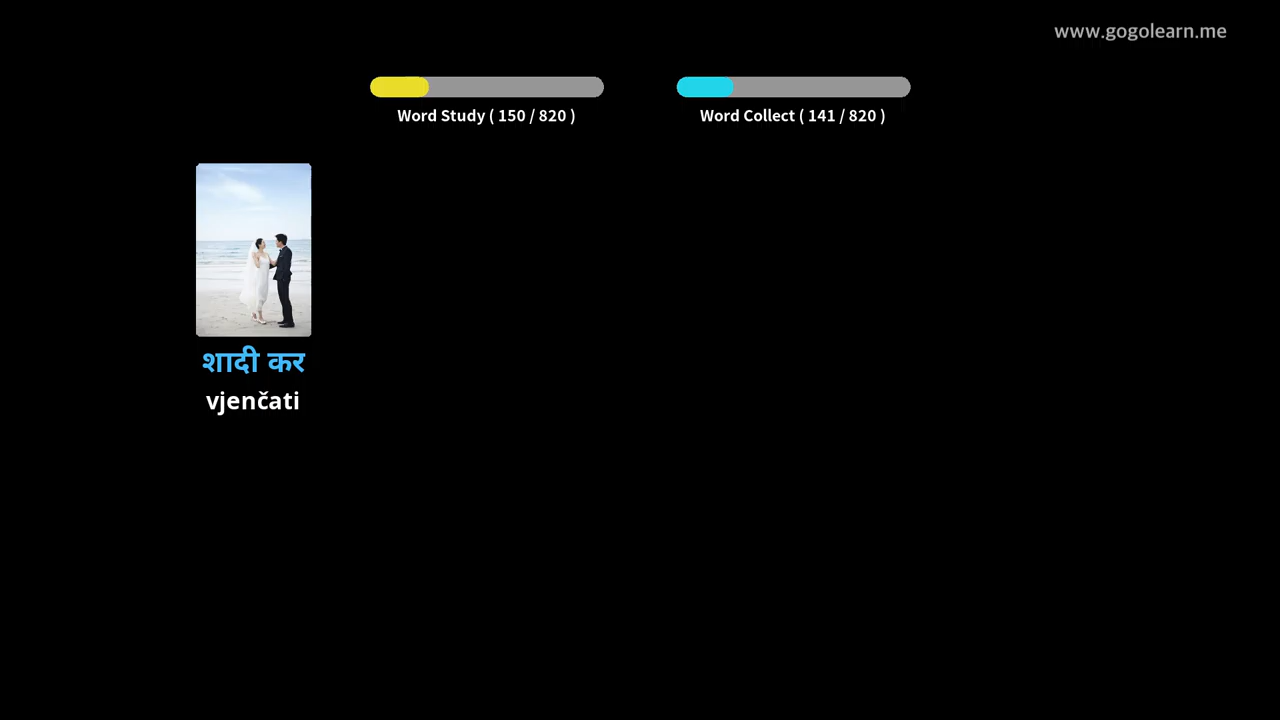 www.gogolearn.me
Word Study ( 150 / 820 )
Word Collect ( 141 / 820 )
शादी कर
vjenčati